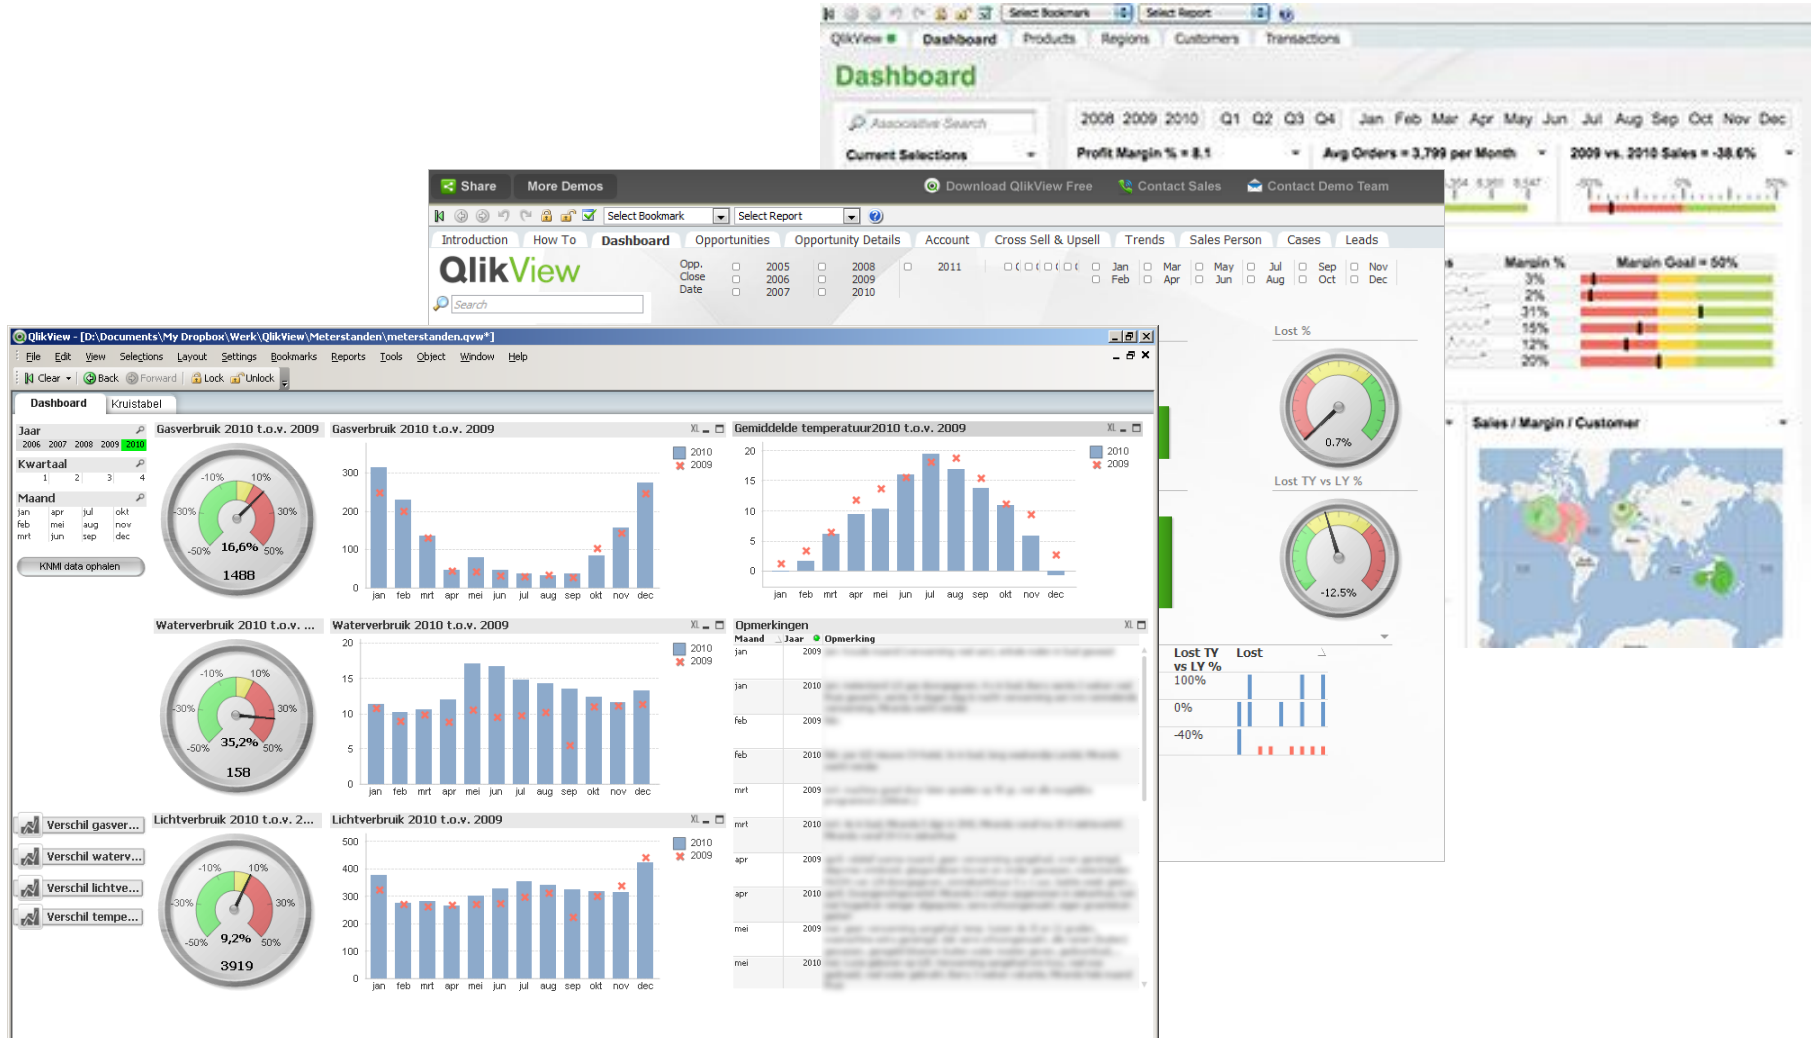 Select Bookmark Select Report
QlikView Dashboard Products Regions Customers Transactions
Dashboard
Associative Search
2008 2009 2010 Q1 Q2 Q3 Q4 Jan Feb Mar Apr May Jun Jul Aug Sep Oct Nov Dec
Current Selections
Profit Margin % = 8.1
Avg Orders = 3,799 per Month
2009 vs. 2010 Sales = -38.6%
-50% 0% 50%
Margin % Margin Goal = 50%
3%
2%
31%
15%
12%
20%
Sales / Margin / Customer
Share More Demos Download QlikView Free Contact Sales Contact Demo Team
Select Bookmark Select Report
Introduction How To Dashboard Opportunities Opportunity Details Account Cross Sell & Upsell Trends Sales Person Cases Leads
QlikView
Search
Opp. Close Date
2005 2008 2011
2006 2009
2007 2010
Jan Mar May Jul Sep Nov
Feb Apr Jun Aug Oct Dec
Lost %
0.7%
Lost TY vs LY %
-12.5%
Lost TY vs LY % Lost
100%
0%
-40%
QlikView - [D:\Documents\My Dropbox\Werk\QlikView\Meterstanden\meterstanden.qvw*]
File Edit View Selections Layout Settings Bookmarks Reports Tools Object Window Help
Clear Back Forward Lock Unlock
Dashboard Kruistabel
Jaar
2006 2007 2008 2009 2010
Kwartaal
1 2 3 4
Maand
jan apr jul okt
feb mei aug nov
mrt jun sep dec
KNMI data ophalen
Verschil gasver...
Verschil waterv...
Verschil lichtve...
Verschil tempe...
Gasverbruik 2010 t.o.v. 2009
-10% 10%
-30% 30%
-50% 16,6% 50%
1488
Gasverbruik 2010 t.o.v. 2009 XL
2010
2009
300
200
100
0
jan feb mrt apr mei jun jul aug sep okt nov dec
Gemiddelde temperatuur2010 t.o.v. 2009 XL
2010
2009
20
15
10
5
0
jan feb mrt apr mei jun jul aug sep okt nov dec
Waterverbruik 2010 t.o.v. ...
-10% 10%
-30% 30%
-50% 35,2% 50%
158
Waterverbruik 2010 t.o.v. 2009 XL
2010
2009
20
15
10
5
0
jan feb mrt apr mei jun jul aug sep okt nov dec
Opmerkingen XL
Maand Jaar Opmerking
jan 2009
jan 2010
feb 2009
feb 2010
mrt 2009
mrt 2010
apr 2009
apr 2010
mei 2009
mei 2010
Lichtverbruik 2010 t.o.v. 2...
-10% 10%
-30% 30%
-50% 9,2% 50%
3919
Lichtverbruik 2010 t.o.v. 2009 XL
2010
2009
500
400
300
200
100
0
jan feb mrt apr mei jun jul aug sep okt nov dec